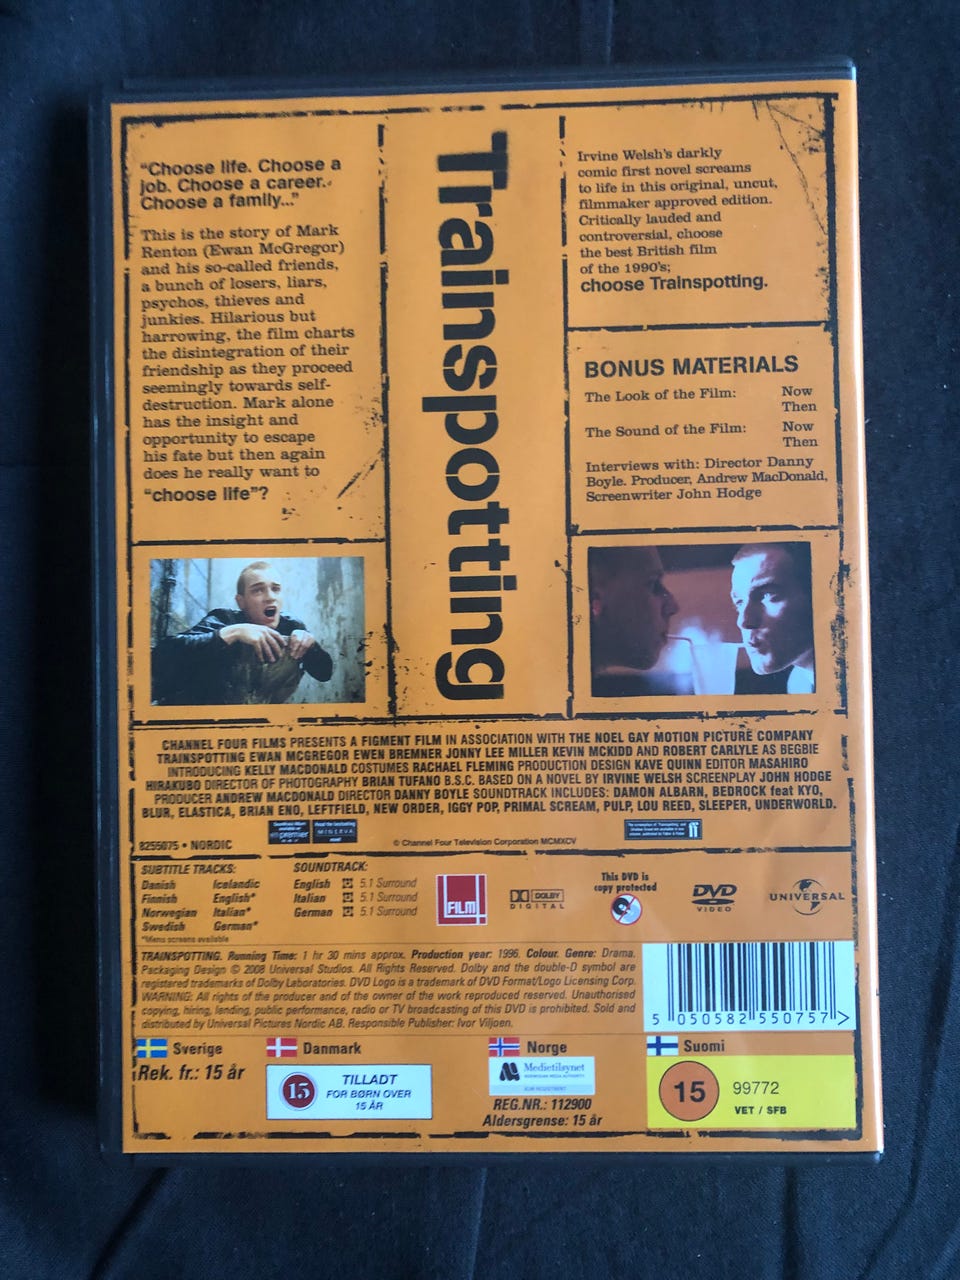 "Choose life. Choose a
job. Choose a career.
Choose a family..."
This is the story of Mark
Renton (Ewan McGregor)
and his so-called friends,
a bunch of losers, liars,
psychos, thieves and
junkies. Hilarious but
harrowing, the film charts
the disintegration of their
friendship as they proceed
seemingly towards self-
destruction. Mark alone
has the insight and
opportunity to escape
his fate but then again
does he really want to
"choose life"?
Trainspotting
Irvine Welsh's darkly
comic first novel screams
to life in this original, uncut,
filmmaker approved edition.
Critically lauded and
controversial, choose
the best British film
of the 1990's;
choose Trainspotting.
BONUS MATERIALS
The Look of the Film: Now
Then
The Sound of the Film: Now
Then
Interviews with: Director Danny
Boyle. Producer, Andrew MacDonald,
Screenwriter John Hodge
CHANNEL FOUR FILMS PRESENTS A FIGMENT FILM IN ASSOCIATION WITH THE NOEL GAY MOTION PICTURE COMPANY
TRAINSPOTTING EWAN MCGREGOR EWEN BREMNER JONNY LEE MILLER KEVIN MCKIDD AND ROBERT CARLYLE AS BEGBIE
INTRODUCING KELLY MACDONALD COSTUMES RACHAEL FLEMING PRODUCTION DESIGN KAVE QUINN EDITOR MASAHIRO
HIRAKUBO DIRECTOR OF PHOTOGRAPHY BRIAN TUFANO B.S.C. BASED ON A NOVEL BY IRVINE WELSH SCREENPLAY JOHN HODGE
PRODUCER ANDREW MACDONALD DIRECTOR DANNY BOYLE SOUNDTRACK INCLUDES: DAMON ALBARN, BEDROCK feat KYO,
BLUR, ELASTICA, BRIAN ENO, LEFTFIELD, NEW ORDER, IGGY POP, PRIMAL SCREAM, PULP, LOU REED, SLEEPER, UNDERWORLD.
premier
Read the bestselling
MINERVA
novel
ff
8255075 • NORDIC
© Channel Four Television Corporation MCMXCV
SUBTITLE TRACKS:
Danish Icelandic
Finnish English*
Norwegian Italian*
Swedish German*
*Menu screens available
SOUNDTRACK:
English 5.1 Surround
Italian 5.1 Surround
German 5.1 Surround
FILM
DOLBY
DIGITAL
This DVD is
copy protected
DVD
VIDEO
UNIVERSAL
TRAINSPOTTING. Running Time: 1 hr 30 mins approx. Production year: 1996. Colour. Genre: Drama.
Packaging Design © 2008 Universal Studios. All Rights Reserved. Dolby and the double-D symbol are
registered trademarks of Dolby Laboratories. DVD Logo is a trademark of DVD Format/Logo Licensing Corp.
WARNING: All rights of the producer and of the owner of the work reproduced reserved. Unauthorised
copying, hiring, lending, public performance, radio or TV broadcasting of this DVD is prohibited. Sold and
distributed by Universal Pictures Nordic AB. Responsible Publisher: Ivor Viljoen.
5 050582 550757 >
Sverige
Rek. fr.: 15 år
Danmark
15
TILLADT
FOR BØRN OVER
15 ÅR
Norge
Medietilsynet
NORWEGIAN MEDIA AUTHORITY
REG.NR.: 112900
Aldersgrense: 15 år
Suomi
15
99772
VET / SFB